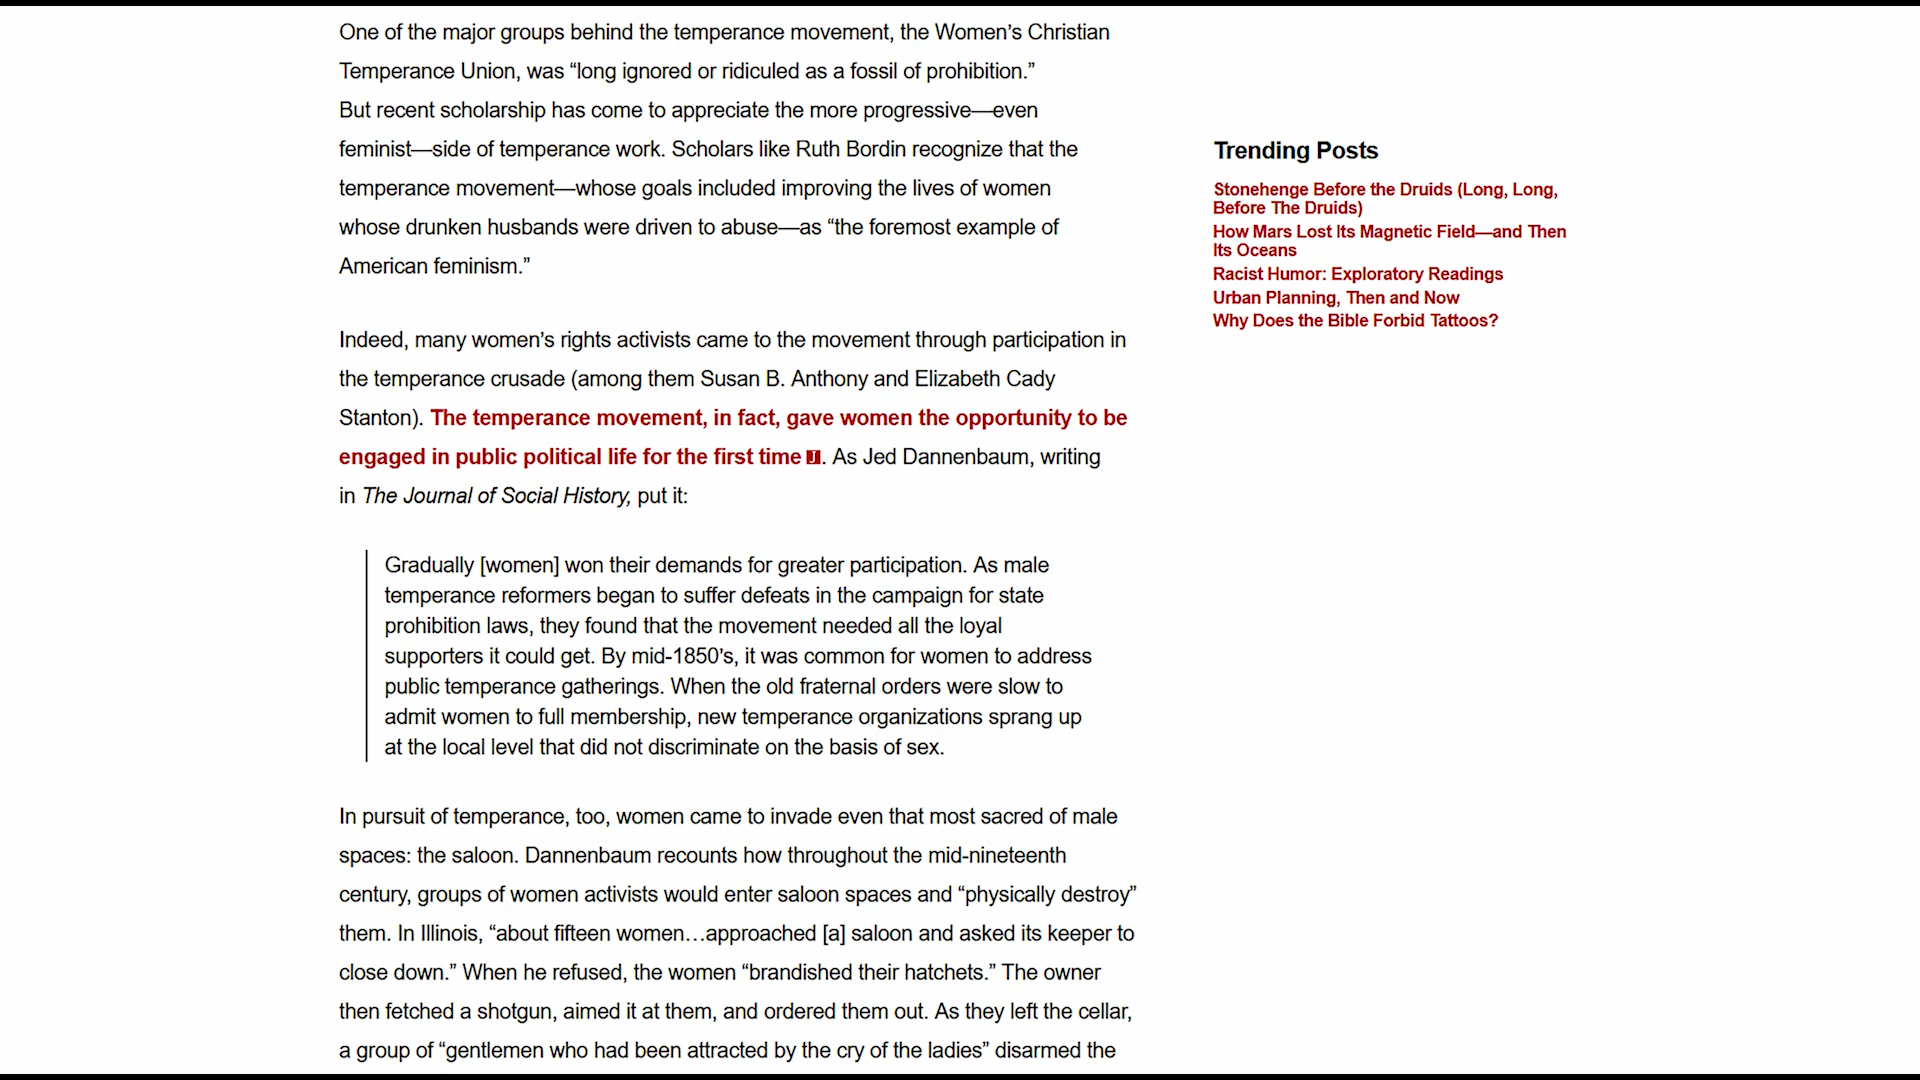 One of the major groups behind the temperance movement, the Women’s Christian
Temperance Union, was “long ignored or ridiculed as a fossil of prohibition.”
But recent scholarship has come to appreciate the more progressive—even
feminist—side of temperance work. Scholars like Ruth Bordin recognize that the
temperance movement—whose goals included improving the lives of women
whose drunken husbands were driven to abuse—as “the foremost example of
American feminism.”
Indeed, many women’s rights activists came to the movement through participation in
the temperance crusade (among them Susan B. Anthony and Elizabeth Cady
Stanton). The temperance movement, in fact, gave women the opportunity to be
engaged in public political life for the first time J. As Jed Dannenbaum, writing
in The Journal of Social History, put it:
Gradually [women] won their demands for greater participation. As male
temperance reformers began to suffer defeats in the campaign for state
prohibition laws, they found that the movement needed all the loyal
supporters it could get. By mid-1850’s, it was common for women to address
public temperance gatherings. When the old fraternal orders were slow to
admit women to full membership, new temperance organizations sprang up
at the local level that did not discriminate on the basis of sex.
In pursuit of temperance, too, women came to invade even that most sacred of male
spaces: the saloon. Dannenbaum recounts how throughout the mid-nineteenth
century, groups of women activists would enter saloon spaces and “physically destroy”
them. In Illinois, “about fifteen women…approached [a] saloon and asked its keeper to
close down.” When he refused, the women “brandished their hatchets.” The owner
then fetched a shotgun, aimed it at them, and ordered them out. As they left the cellar,
a group of “gentlemen who had been attracted by the cry of the ladies” disarmed the
Trending Posts
Stonehenge Before the Druids (Long, Long,
Before The Druids)
How Mars Lost Its Magnetic Field—and Then
Its Oceans
Racist Humor: Exploratory Readings
Urban Planning, Then and Now
Why Does the Bible Forbid Tattoos?